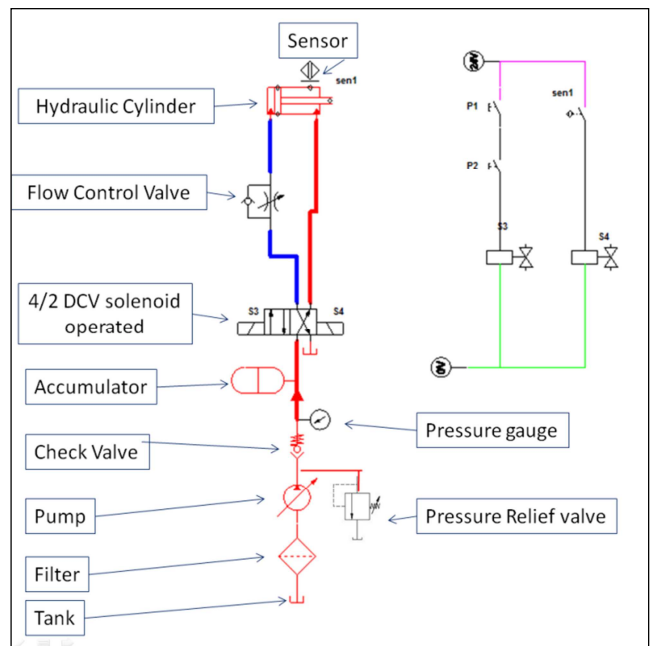 Sensor
sen1
Hydraulic Cylinder
Flow Control Valve
4/2 DCV solenoid
operated
S3
S4
Accumulator
Pressure gauge
Check Valve
Pump
Pressure Relief valve
Filter
Tank
24V
P1
sen1
P2
S3
S4
0V